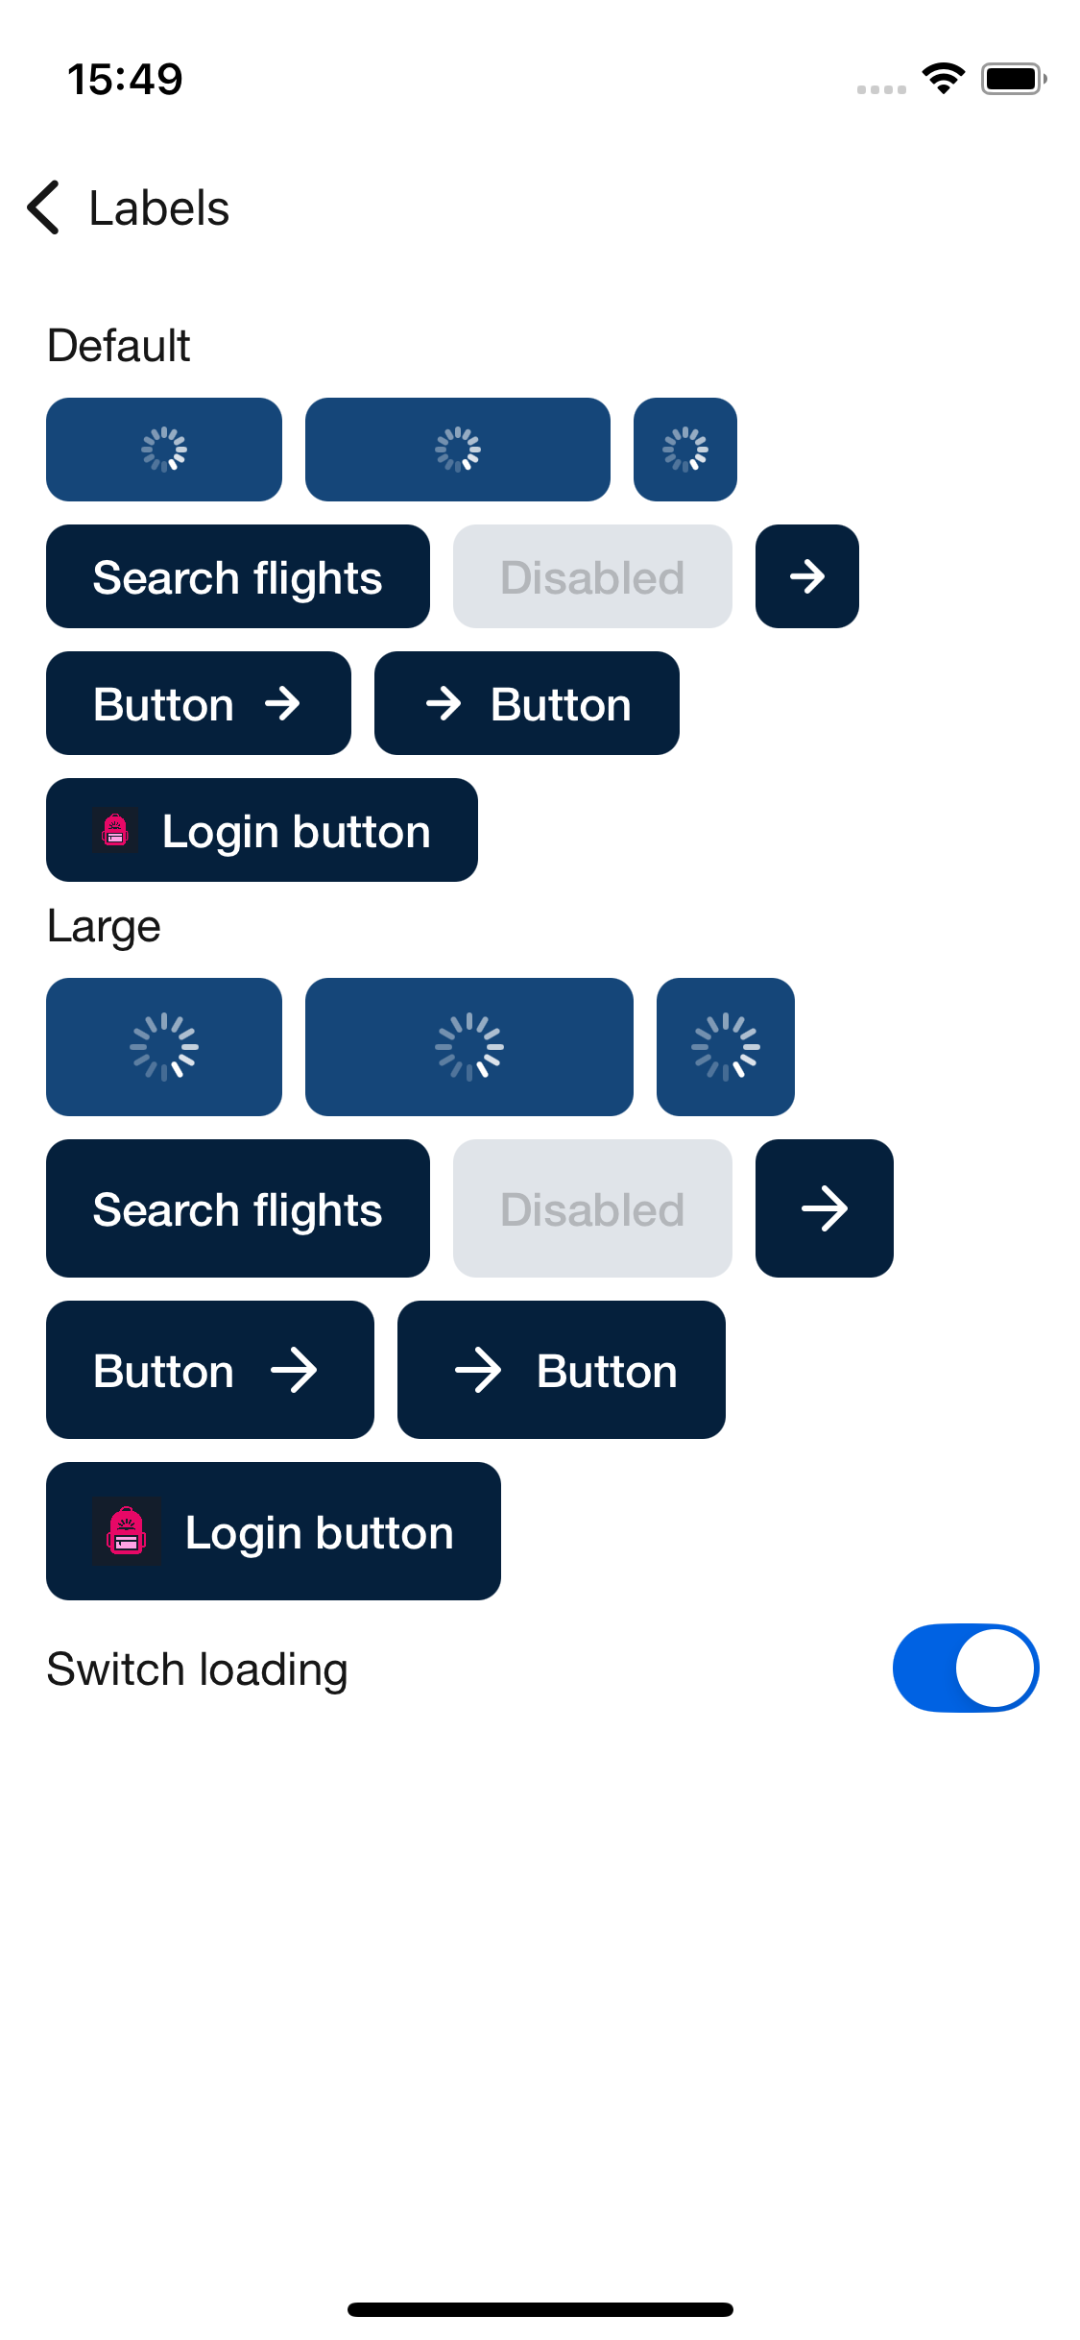 15:49
Labels
Default
Search flights
Disabled
Button
Button
Login button
Large
Search flights
Disabled
Button
Button
Login button
Switch loading